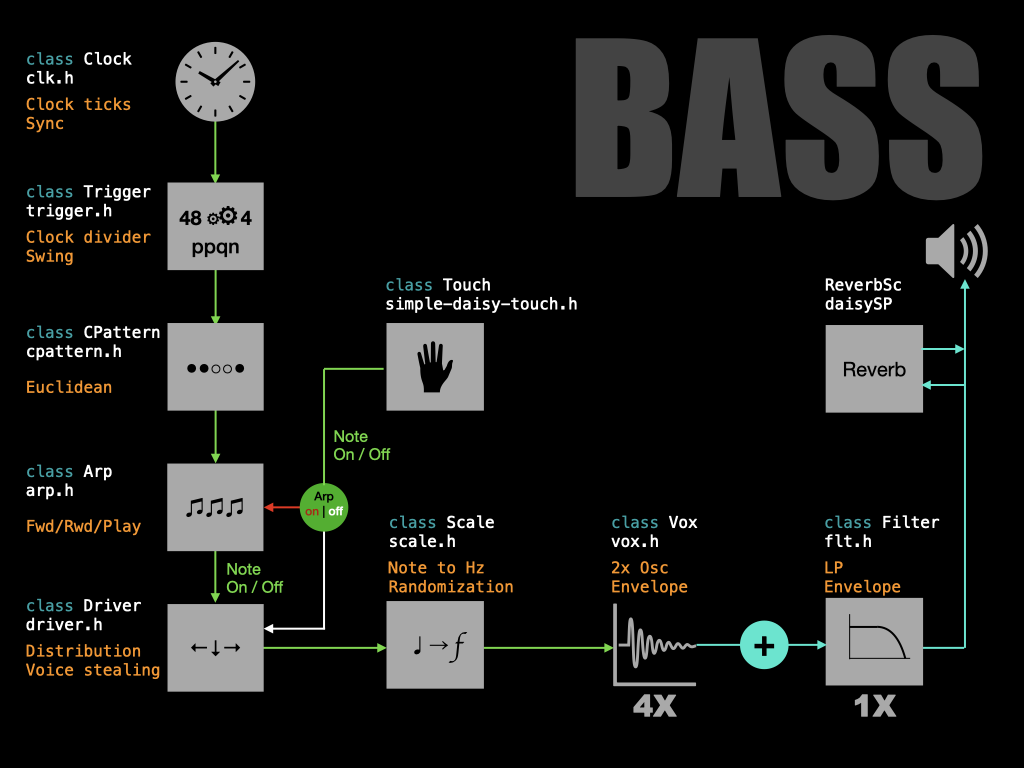 BASS
class Clock
clk.h
Clock ticks
Sync
class Trigger
trigger.h
Clock divider
Swing
48 4
ppqn
class CPattern
cpattern.h
Euclidean
class Touch
simple-daisy-touch.h
ReverbSc
daisySP
Reverb
Note
On / Off
class Arp
arp.h
Fwd/Rwd/Play
Arp
on | off
Note
On / Off
class Driver
driver.h
Distribution
Voice stealing
class Scale
scale.h
Note to Hz
Randomization
♩→f
class Vox
vox.h
2x Osc
Envelope
4X
+
class Filter
flt.h
LP
Envelope
1X